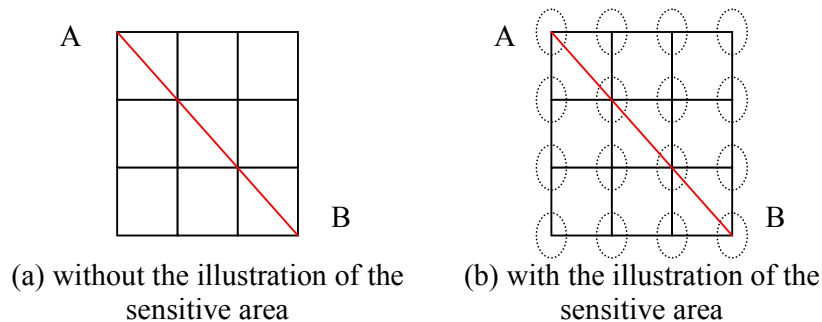 A
B
(a) without the illustration of the
sensitive area
A
B
(b) with the illustration of the
sensitive area